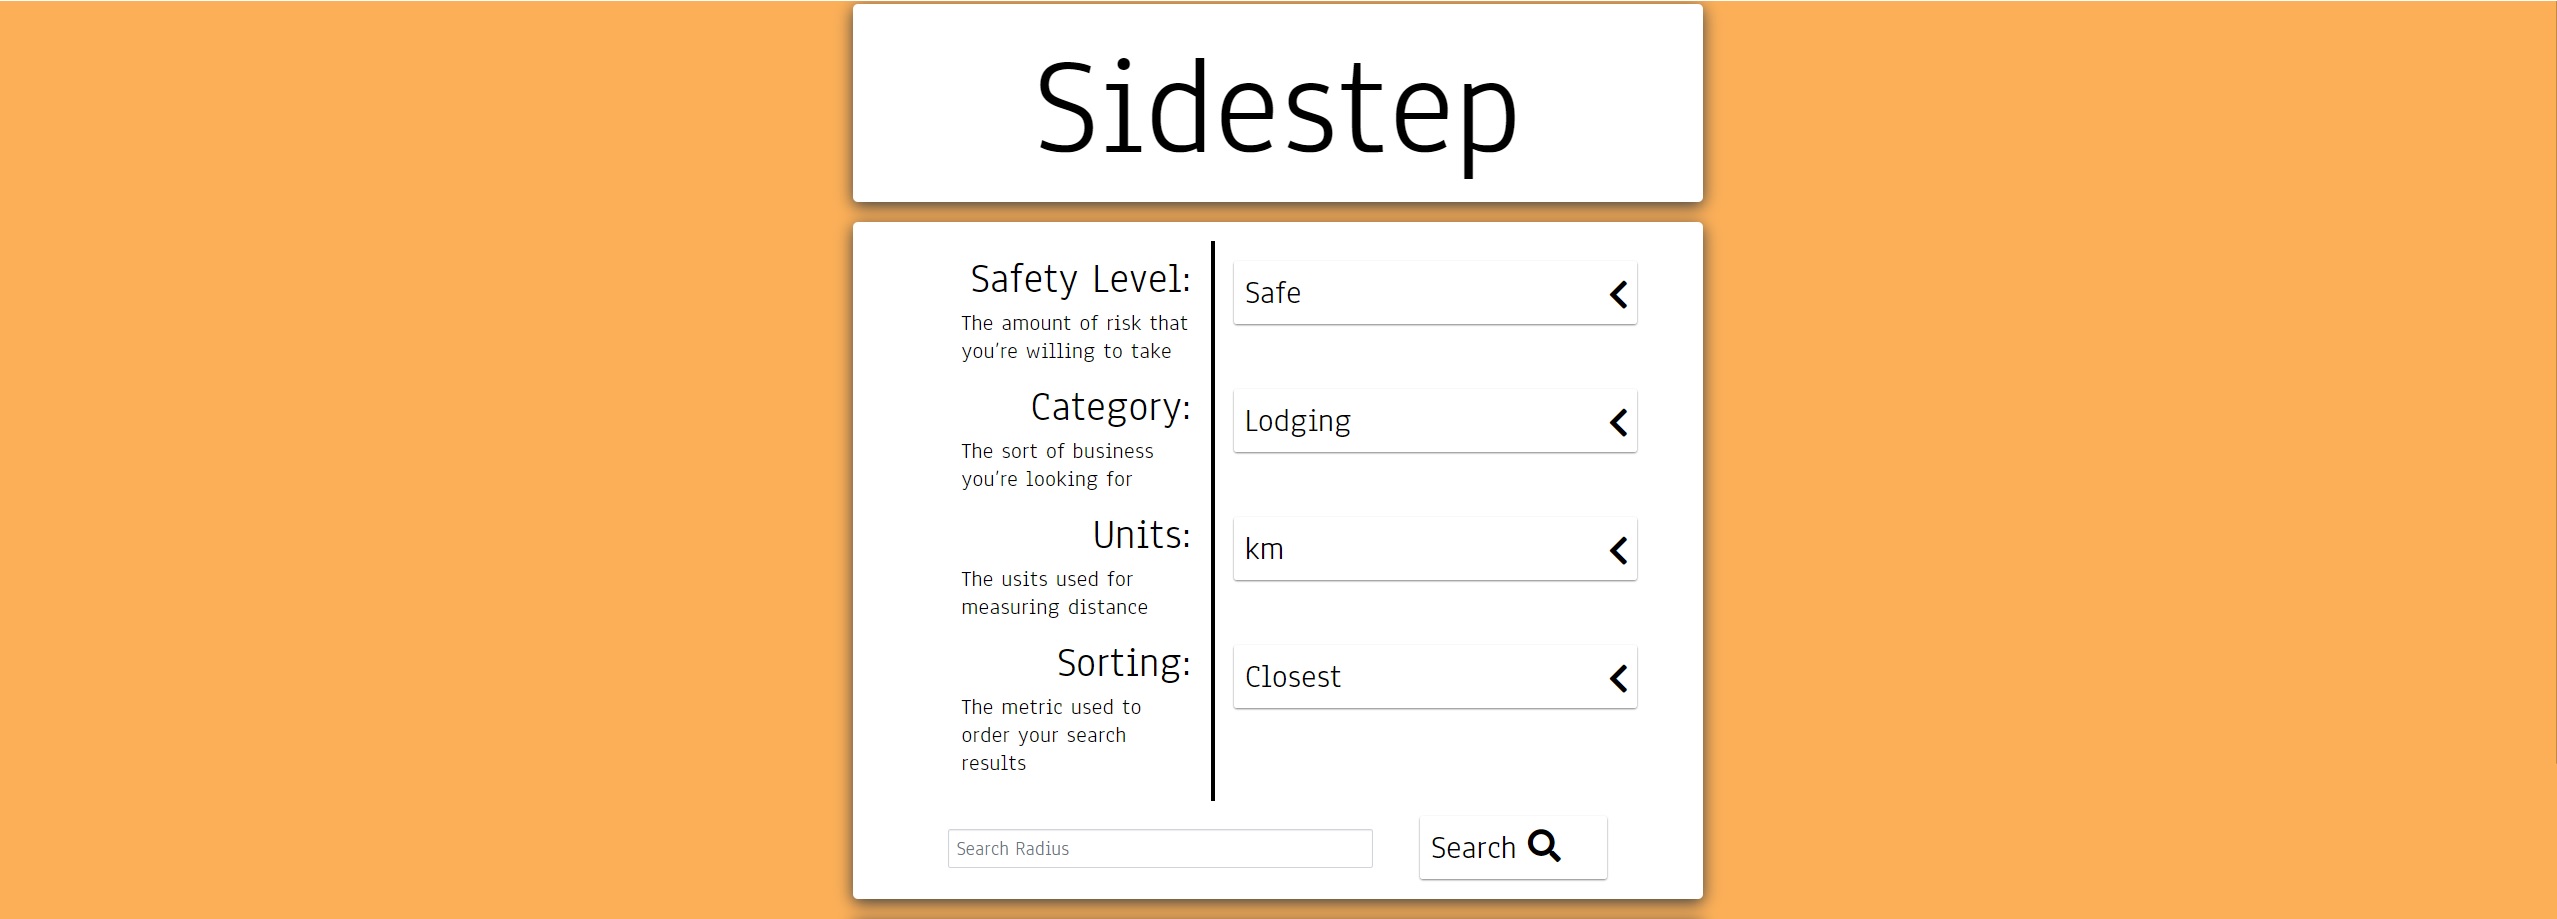 Sidestep
Safety Level:
The amount of risk that
you're willing to take
Safe
Category:
The sort of business
you're looking for
Lodging
Units:
The usits used for
measuring distance
km
Sorting:
The metric used to
order your search
results
Closest
Search Radius
Search